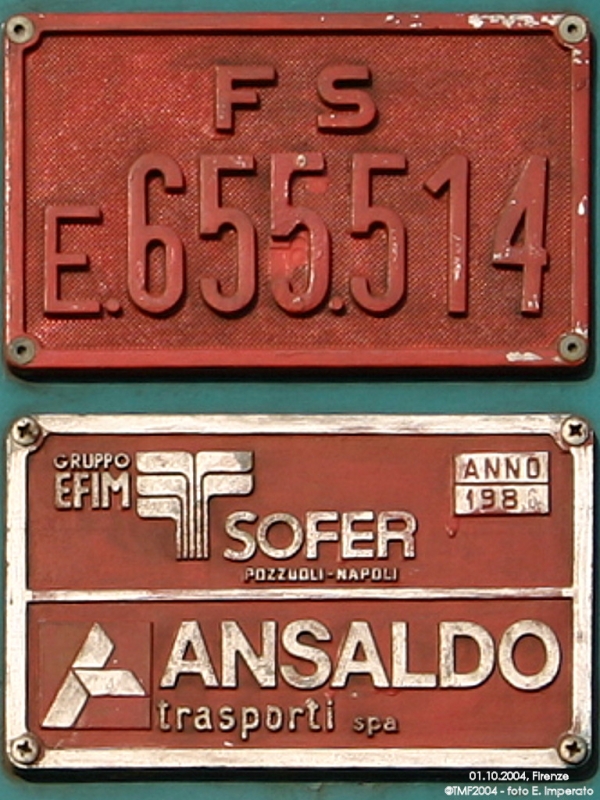 FS
E.655.514
GRUPPO
EFIM
SOFER
POZZUOLI-NAPOLI
ANNO
1986
ANSALDO
trasporti spa
01.10.2004, Firenze
©TMF2004 - foto E. Imperato